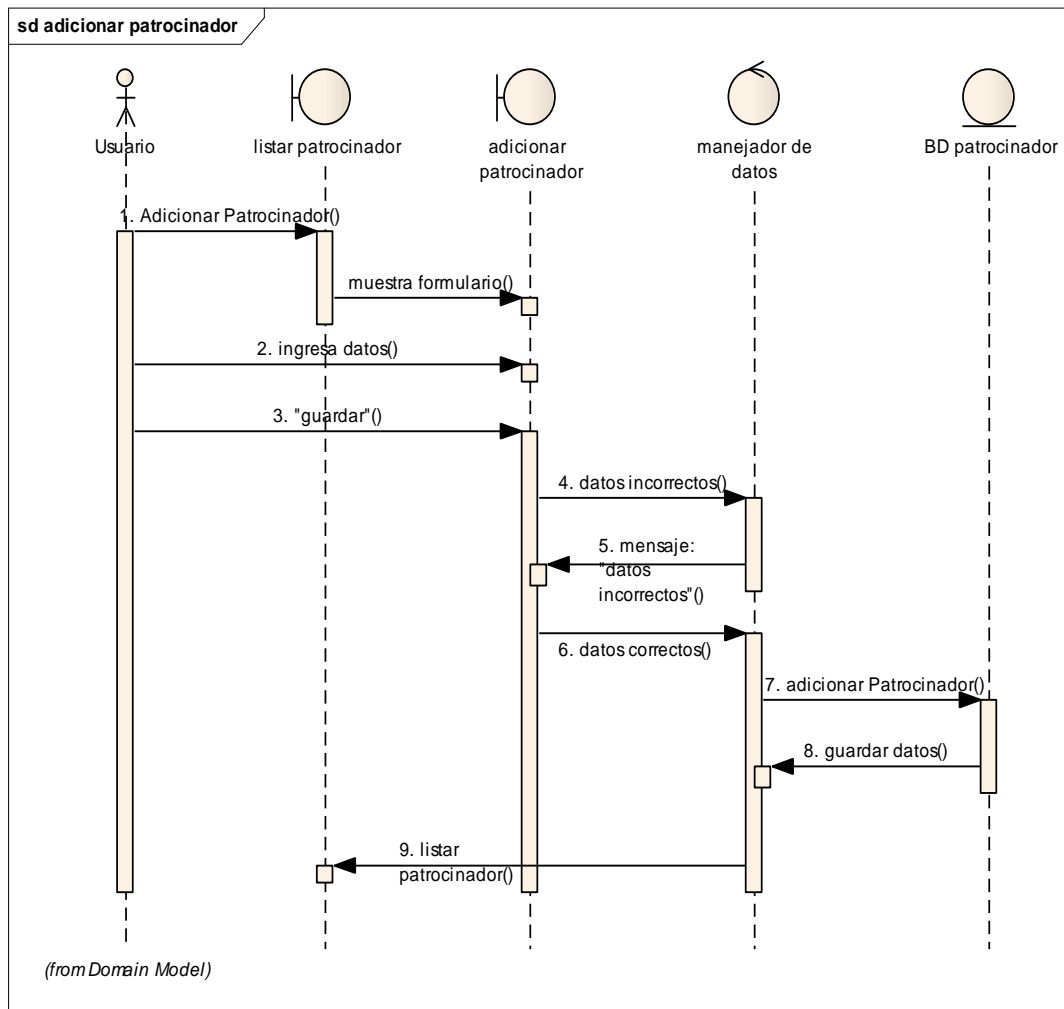 sd adicionar patrocinador
Usuario
listar patrocinador
adicionar
patrocinador
manejador de
datos
BD patrocinador
1. Adicionar Patrocinador()
muestra formulario()
2. ingresa datos()
3. "guardar"()
4. datos incorrectos()
5. mensaje:
"datos
incorrectos"()
6. datos correctos()
7. adicionar Patrocinador()
8. guardar datos()
9. listar
patrocinador()
(from Domain Model)